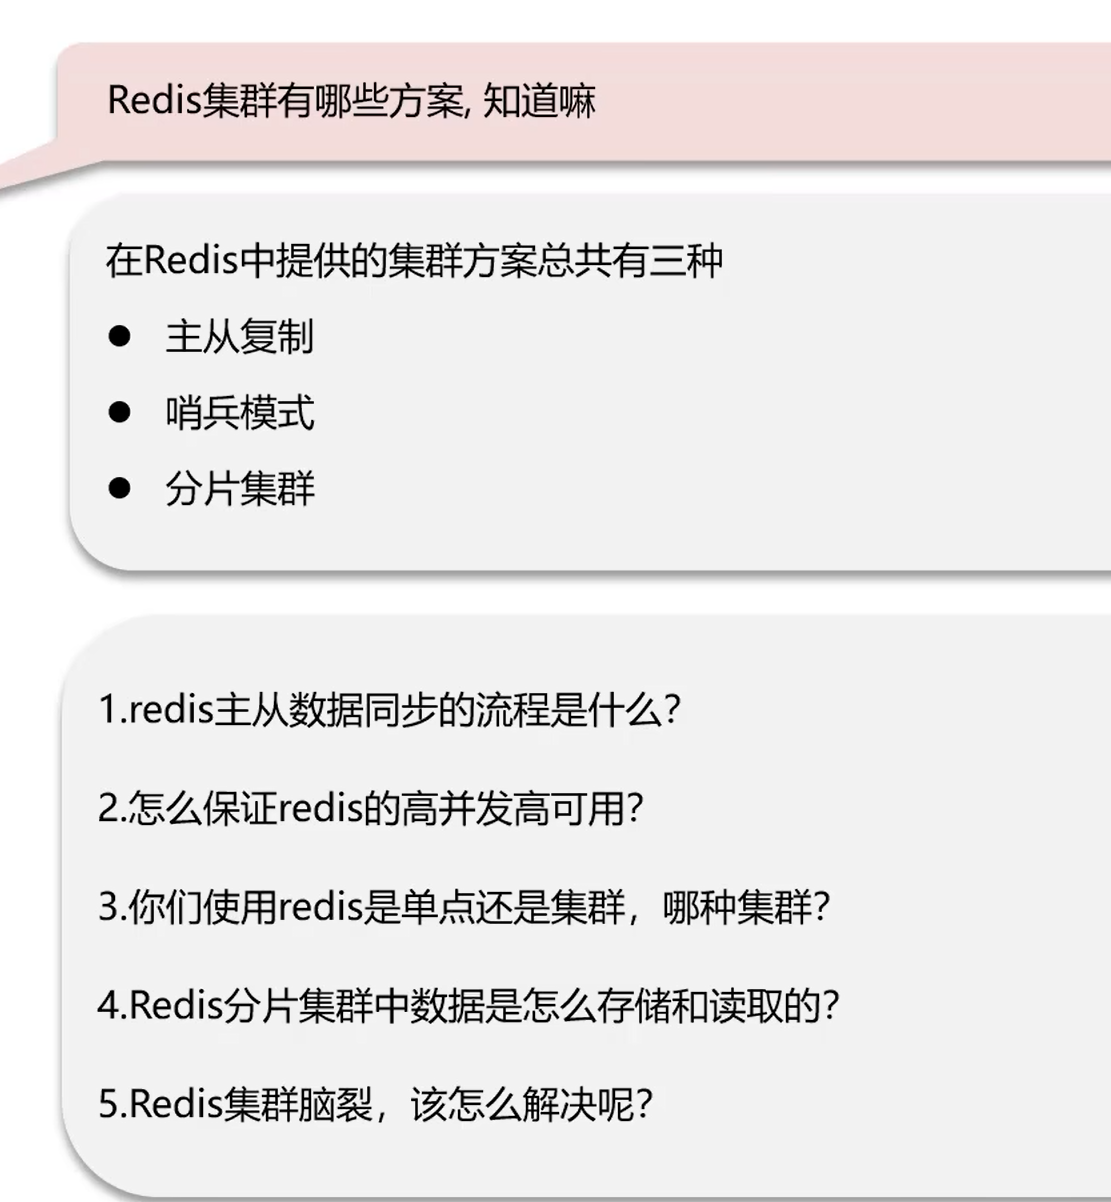 Redis集群有哪些方案, 知道嘛
在Redis中提供的集群方案总共有三种
● 主从复制
● 哨兵模式
● 分片集群
1.redis主从数据同步的流程是什么?
2.怎么保证redis的高并发高可用?
3.你们使用redis是单点还是集群，哪种集群?
4.Redis分片集群中数据是怎么存储和读取的?
5.Redis集群脑裂，该怎么解决呢?